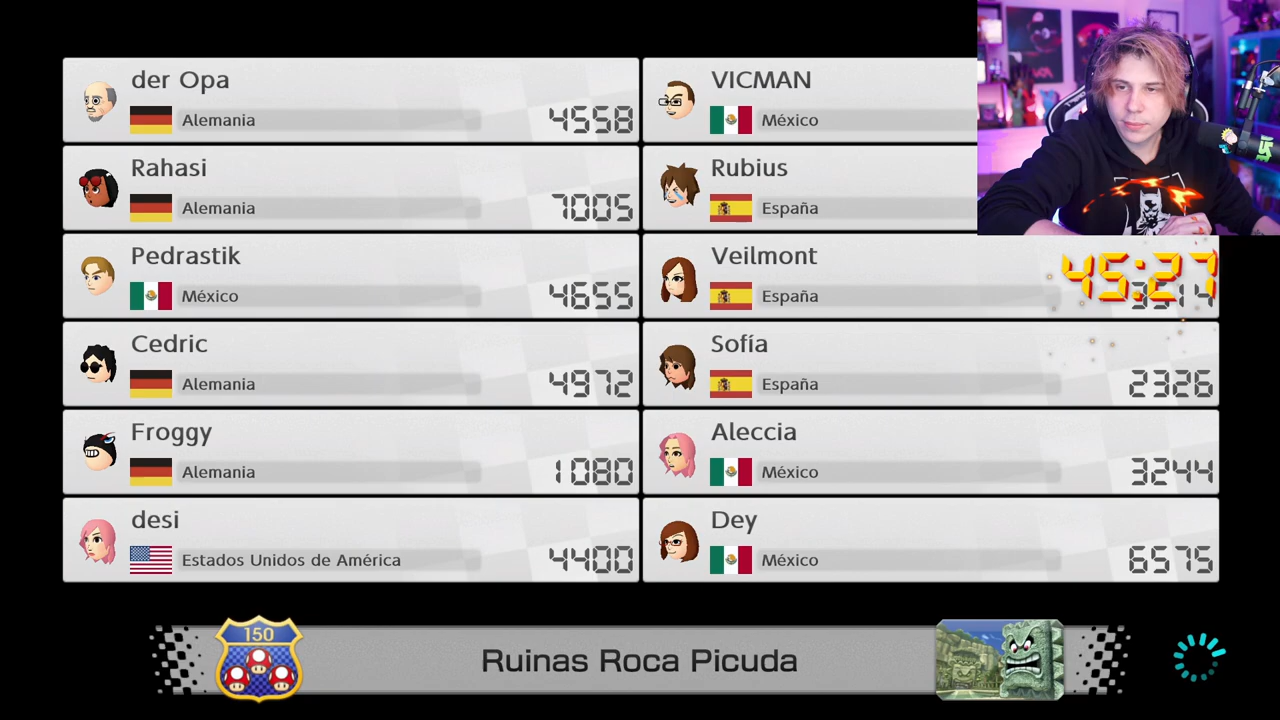 der Opa
Alemania
4558
VICMAN
México
Rahasi
Alemania
7005
Rubius
España
Pedrastik
México
4655
Veilmont
España
45:27
3514
Cedric
Alemania
4972
Sofía
España
2326
Froggy
Alemania
1080
Aleccia
México
3244
desi
Estados Unidos de América
4400
Dey
México
6575
150
Ruinas Roca Picuda